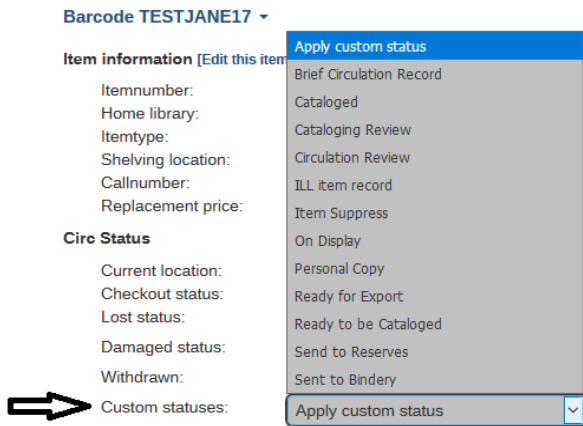 Barcode TESTJANE17
Item information [Edit this item
Itemnumber:
Home library:
Itemtype:
Shelving location:
Callnumber:
Replacement price:
Circ Status
Current location:
Checkout status:
Lost status:
Damaged status:
Withdrawn:
Custom statuses:
Apply custom status
Brief Circulation Record
Cataloged
Cataloging Review
Circulation Review
ILL item record
Item Suppress
On Display
Personal Copy
Ready for Export
Ready to be Cataloged
Send to Reserves
Sent to Bindery
Apply custom status